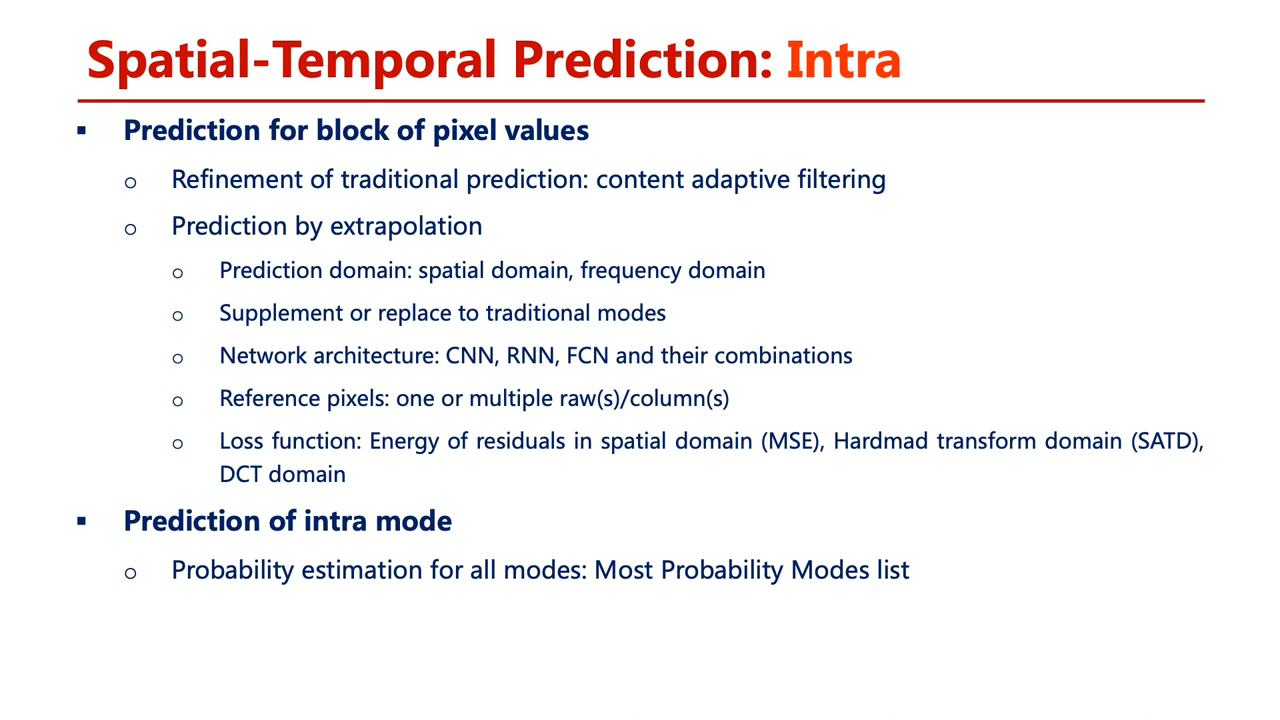 Spatial-Temporal Prediction: Intra
▪ Prediction for block of pixel values
o Refinement of traditional prediction: content adaptive filtering
o Prediction by extrapolation
o Prediction domain: spatial domain, frequency domain
o Supplement or replace to traditional modes
o Network architecture: CNN, RNN, FCN and their combinations
o Reference pixels: one or multiple raw(s)/column(s)
o Loss function: Energy of residuals in spatial domain (MSE), Hardmad transform domain (SATD),
DCT domain
▪ Prediction of intra mode
o Probability estimation for all modes: Most Probability Modes list